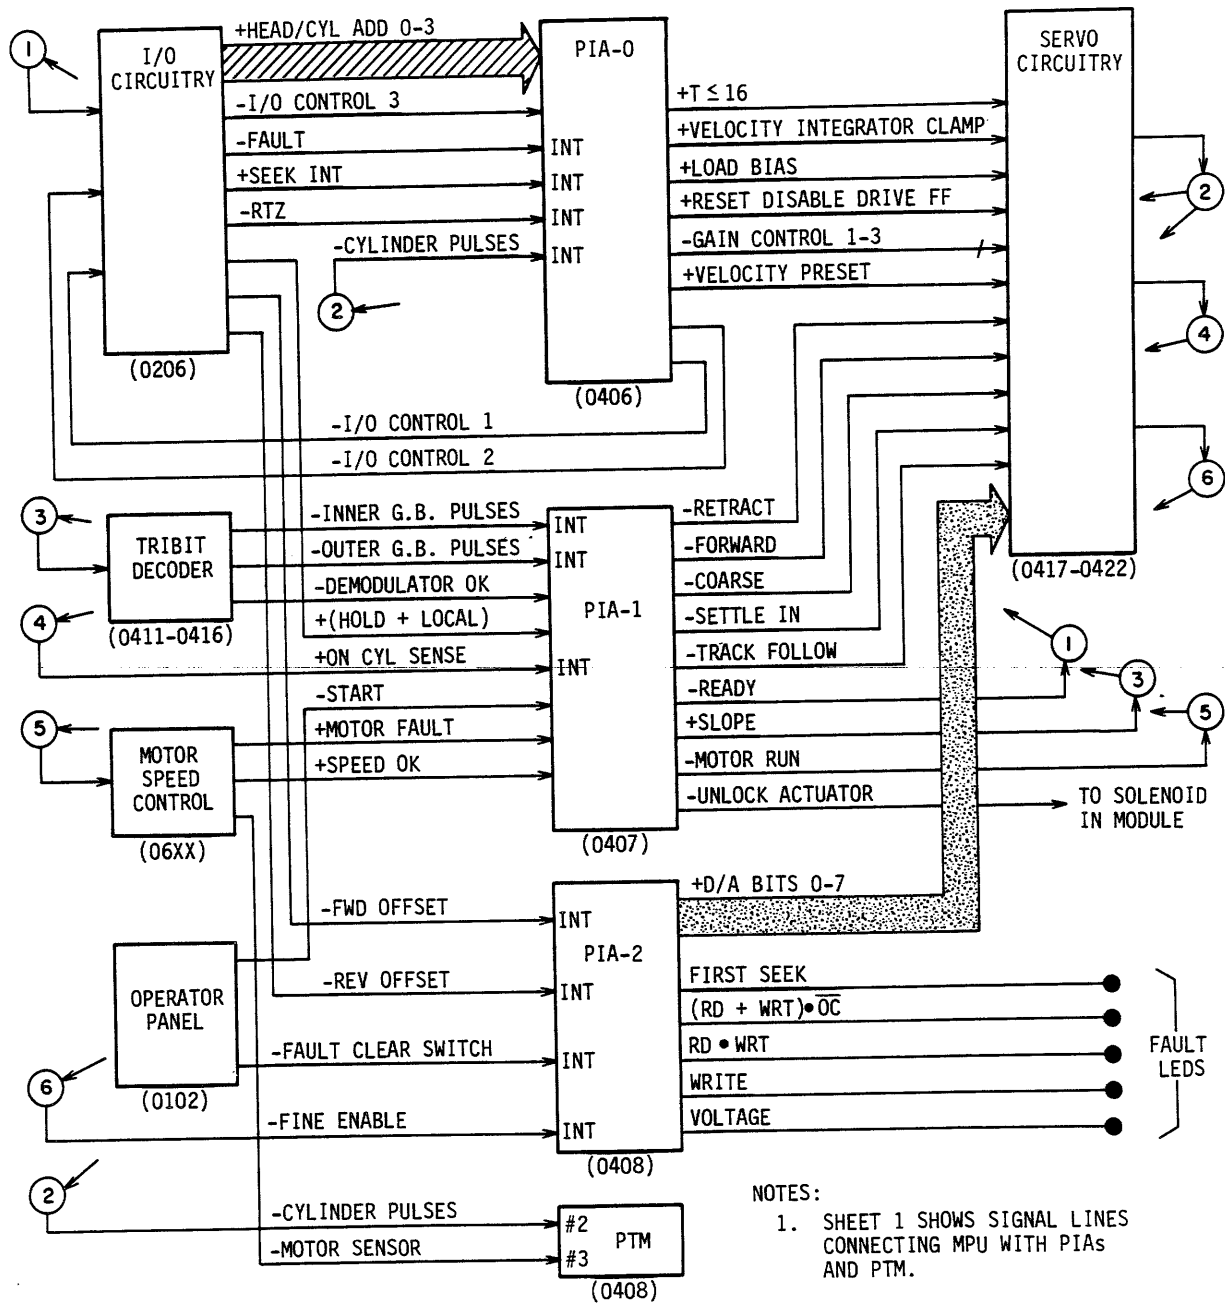 +HEAD/CYL ADD 0-3
1
I/O
CIRCUITRY
PIA-0
SERVO
CIRCUITRY
-I/O CONTROL 3
-FAULT
+SEEK INT
-RTZ
-CYLINDER PULSES
2
INT
INT
INT
INT
+T ≤ 16
+VELOCITY INTEGRATOR CLAMP
+LOAD BIAS
+RESET DISABLE DRIVE FF
-GAIN CONTROL 1-3
+VELOCITY PRESET
2
4
6
(0206)
(0406)
-I/O CONTROL 1
-I/O CONTROL 2
3
TRIBIT
DECODER
(0411-0416)
4
-INNER G.B. PULSES
-OUTER G.B. PULSES
-DEMODULATOR OK
+(HOLD + LOCAL)
+ON CYL SENSE
-START
+MOTOR FAULT
+SPEED OK
INT
INT
PIA-1
INT
-RETRACT
-FORWARD
-COARSE
-SETTLE IN
-TRACK FOLLOW
-READY
+SLOPE
-MOTOR RUN
-UNLOCK ACTUATOR
(0417-0422)
1
3
5
TO SOLENOID
IN MODULE
5
MOTOR
SPEED
CONTROL
(06XX)
(0407)
+D/A BITS 0-7
-FWD OFFSET
INT
PIA-2
-REV OFFSET
INT
OPERATOR
PANEL
(0102)
-FAULT CLEAR SWITCH
INT
6
-FINE ENABLE
INT
(0408)
FIRST SEEK
(RD + WRT)•O̅C̅
RD • WRT
WRITE
VOLTAGE
FAULT
LEDS
2
-CYLINDER PULSES
-MOTOR SENSOR
#2
#3
PTM
(0408)
NOTES:
1. SHEET 1 SHOWS SIGNAL LINES
CONNECTING MPU WITH PIAs
AND PTM.